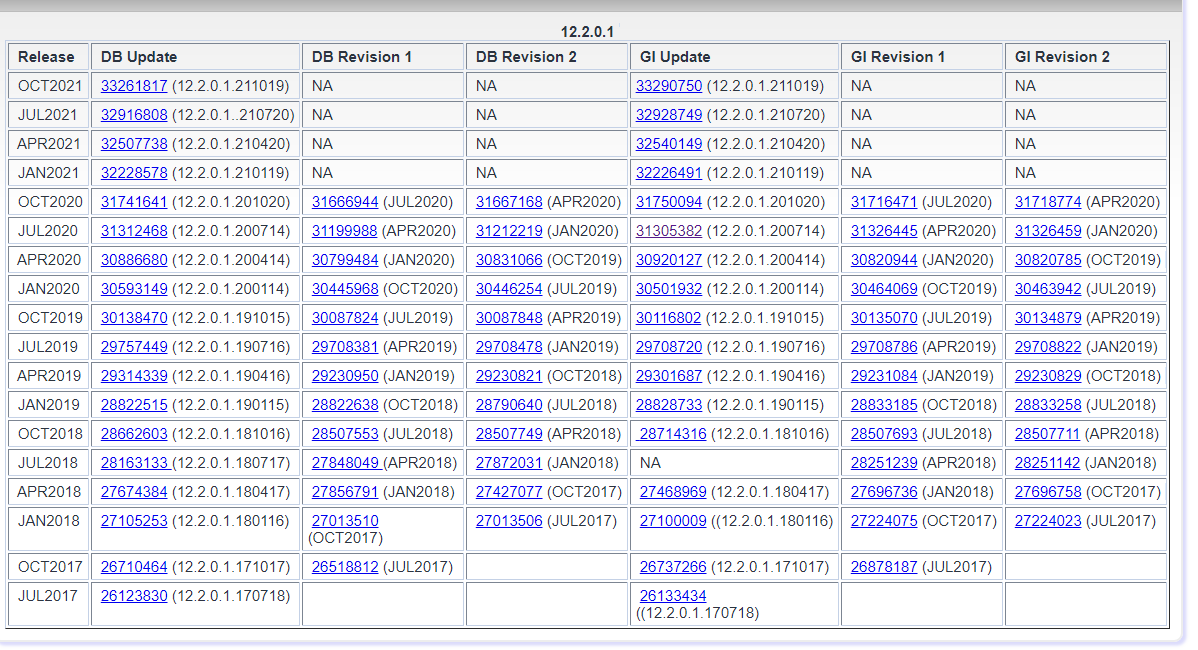 12.2.0.1
Release DB Update DB Revision 1 DB Revision 2 GI Update GI Revision 1 GI Revision 2
OCT2021 33261817 (12.2.0.1.211019) NA NA 33290750 (12.2.0.1.211019) NA NA
JUL2021 32916808 (12.2.0.1..210720) NA NA 32928749 (12.2.0.1.210720) NA NA
APR2021 32507738 (12.2.0.1.210420) NA NA 32540149 (12.2.0.1.210420) NA NA
JAN2021 32228578 (12.2.0.1.210119) NA NA 32226491 (12.2.0.1.210119) NA NA
OCT2020 31741641 (12.2.0.1.201020) 31666944 (JUL2020) 31667168 (APR2020) 31750094 (12.2.0.1.201020) 31716471 (JUL2020) 31718774 (APR2020)
JUL2020 31312468 (12.2.0.1.200714) 31199988 (APR2020) 31212219 (JAN2020) 31305382 (12.2.0.1.200714) 31326445 (APR2020) 31326459 (JAN2020)
APR2020 30886680 (12.2.0.1.200414) 30799484 (JAN2020) 30831066 (OCT2019) 30920127 (12.2.0.1.200414) 30820944 (JAN2020) 30820785 (OCT2019)
JAN2020 30593149 (12.2.0.1.200114) 30445968 (OCT2020) 30446254 (JUL2019) 30501932 (12.2.0.1.200114) 30464069 (OCT2019) 30463942 (JUL2019)
OCT2019 30138470 (12.2.0.1.191015) 30087824 (JUL2019) 30087848 (APR2019) 30116802 (12.2.0.1.191015) 30135070 (JUL2019) 30134879 (APR2019)
JUL2019 29757449 (12.2.0.1.190716) 29708381 (APR2019) 29708478 (JAN2019) 29708720 (12.2.0.1.190716) 29708786 (APR2019) 29708822 (JAN2019)
APR2019 29314339 (12.2.0.1.190416) 29230950 (JAN2019) 29230821 (OCT2018) 29301687 (12.2.0.1.190416) 29231084 (JAN2019) 29230829 (OCT2018)
JAN2019 28822515 (12.2.0.1.190115) 28822638 (OCT2018) 28790640 (JUL2018) 28828733 (12.2.0.1.190115) 28833185 (OCT2018) 28833258 (JUL2018)
OCT2018 28662603 (12.2.0.1.181016) 28507553 (JUL2018) 28507749 (APR2018) 28714316 (12.2.0.1.181016) 28507693 (JUL2018) 28507711 (APR2018)
JUL2018 28163133 (12.2.0.1.180717) 27848049 (APR2018) 27872031 (JAN2018) NA 28251239 (APR2018) 28251142 (JAN2018)
APR2018 27674384 (12.2.0.1.180417) 27856791 (JAN2018) 27427077 (OCT2017) 27468969 (12.2.0.1.180417) 27696736 (JAN2018) 27696758 (OCT2017)
JAN2018 27105253 (12.2.0.1.180116) 27013510 27013506 (JUL2017) 27100009 ((12.2.0.1.180116) 27224075 (OCT2017) 27224023 (JUL2017)
(OCT2017)
OCT2017 26710464 (12.2.0.1.171017) 26518812 (JUL2017) 26737266 (12.2.0.1.171017) 26878187 (JUL2017)
JUL2017 26123830 (12.2.0.1.170718) 26133434
((12.2.0.1.170718)